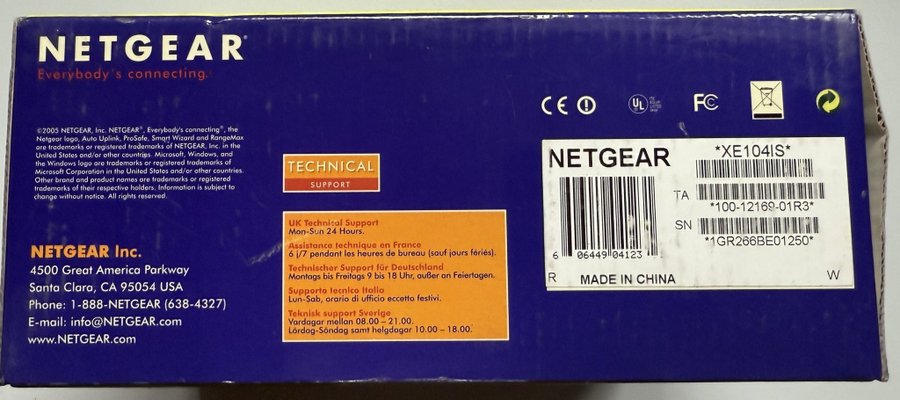 NETGEAR®
Everybody's connecting.
©2005 NETGEAR, Inc. NETGEAR®, Everybody's connecting®, the
Netgear logo, Auto Uplink, ProSafe, Smart Wizard and RangeMax
are trademarks or registered trademarks of NETGEAR, Inc. in the
United States and/or other countries. Microsoft, Windows, and
the Windows logo are trademarks or registered trademarks of
Microsoft Corporation in the United States and/or other countries.
Other brand and product names are trademarks or registered
trademarks of their respective holders. Information is subject to
change without notice. All rights reserved.
NETGEAR Inc.
4500 Great America Parkway
Santa Clara, CA 95054 USA
Phone: 1-888-NETGEAR (638-4327)
E-mail: info@NETGEAR.com
www.NETGEAR.com
TECHNICAL
SUPPORT
UK Technical Support
Mon-Sun 24 Hours.
Assistance technique en France
6 j/7 pendant les heures de bureau (sauf jours fériés).
Technischer Support für Deutschland
Montags bis Freitags 9 bis 18 Uhr, außer an Feiertagen.
Supporto tecnico Italia
Lun-Sab, orario di ufficio eccetto festivi.
Teknisk support Sverige
Vardagar mellan 08.00 – 21.00.
Lördag-Söndag samt helgdagar 10.00 – 18.00.
CE
UL
FC
NETGEAR
*XE104IS*
TA
*100-12169-01R3*
SN
*1GR266BE01250*
6 06449 04123
R MADE IN CHINA W